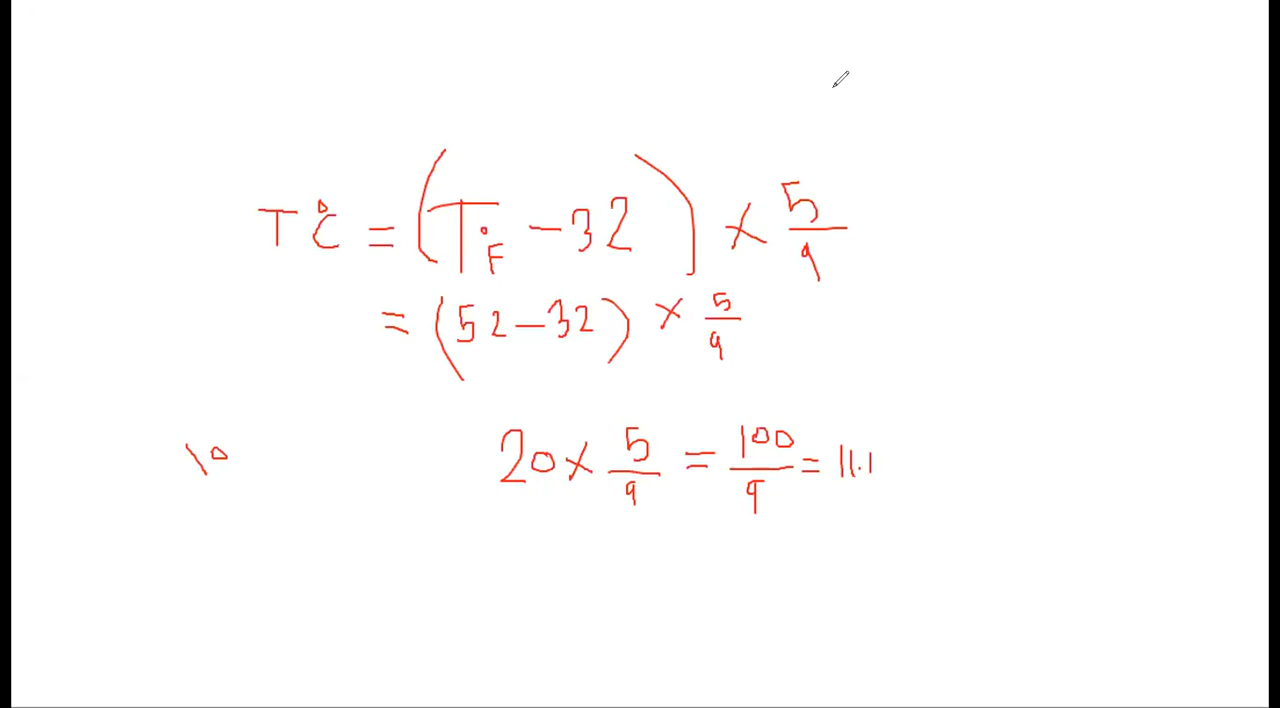 T°C = (T°F - 32) × 5/9
= (52 - 32) × 5/9
20 × 5/9 = 100/9 = 11.1